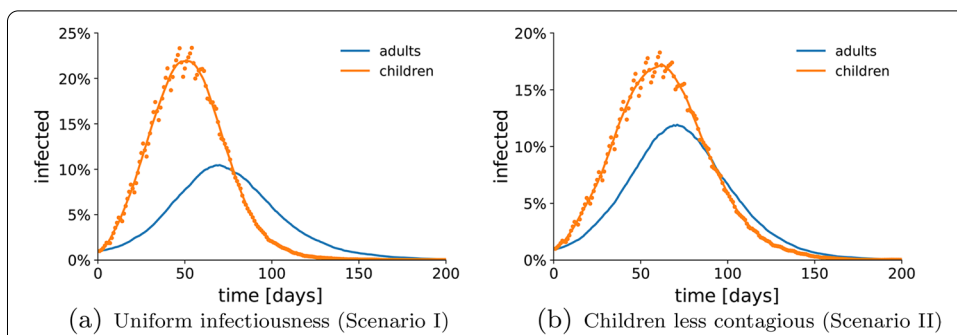 25%
20%
15%
10%
5%
0%
infected
adults
children
0 50 100 150 200
time [days]
(a) Uniform infectiousness (Scenario I)
20%
15%
10%
5%
0%
infected
adults
children
0 50 100 150 200
time [days]
(b) Children less contagious (Scenario II)